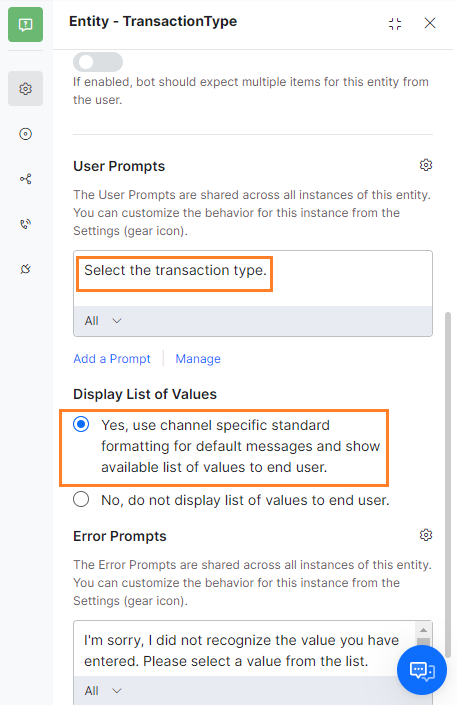 Entity - TransactionType
If enabled, bot should expect multiple items for this entity from
the user.
User Prompts
The User Prompts are shared across all instances of this entity.
You can customize the behavior for this instance from the
Settings (gear icon).
Select the transaction type.
All
Add a Prompt
Manage
Display List of Values
Yes, use channel specific standard
formatting for default messages and show
available list of values to end user.
No, do not display list of values to end user.
Error Prompts
The Error Prompts are shared across all instances of this entity.
You can customize the behavior for this instance from the
Settings (gear icon).
I'm sorry, I did not recognize the value you have
entered. Please select a value from the list.
All